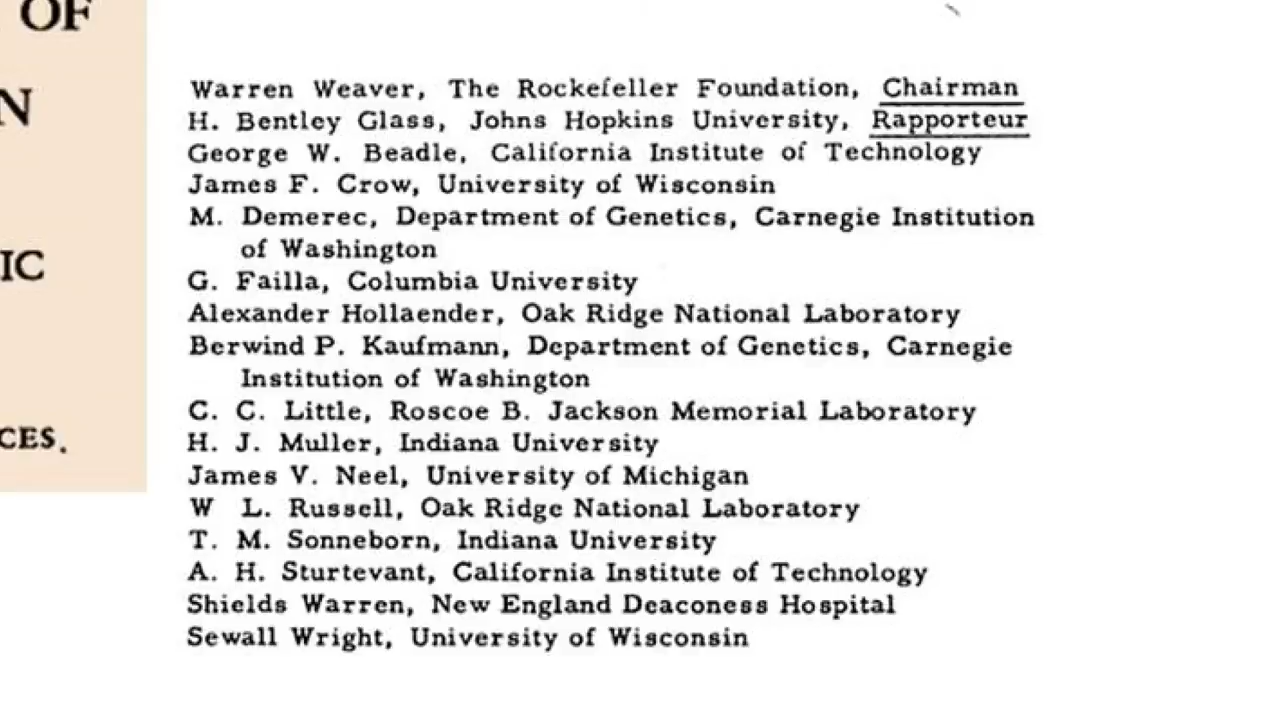 OF
N
IC
CES.
Warren Weaver, The Rockefeller Foundation, Chairman
H. Bentley Glass, Johns Hopkins University, Rapporteur
George W. Beadle, California Institute of Technology
James F. Crow, University of Wisconsin
M. Demerec, Department of Genetics, Carnegie Institution
of Washington
G. Failla, Columbia University
Alexander Hollaender, Oak Ridge National Laboratory
Berwind P. Kaufmann, Department of Genetics, Carnegie
Institution of Washington
C. C. Little, Roscoe B. Jackson Memorial Laboratory
H. J. Muller, Indiana University
James V. Neel, University of Michigan
W L. Russell, Oak Ridge National Laboratory
T. M. Sonneborn, Indiana University
A. H. Sturtevant, California Institute of Technology
Shields Warren, New England Deaconess Hospital
Sewall Wright, University of Wisconsin